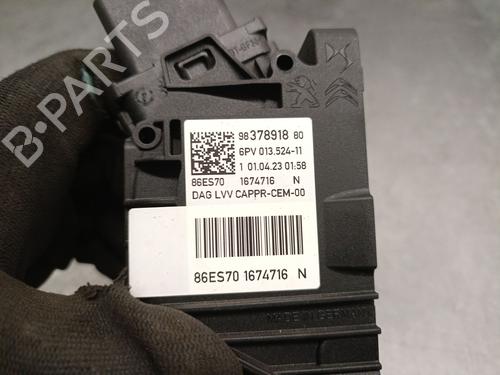 B-PARTS
98 378918 80
6PV 013.524-11
1 01.04.23 01:58
86ES70 1674716 N
DAG LVV CAPPR-CEM-00
86ES70 1674716 N
MADE IN GERMANY